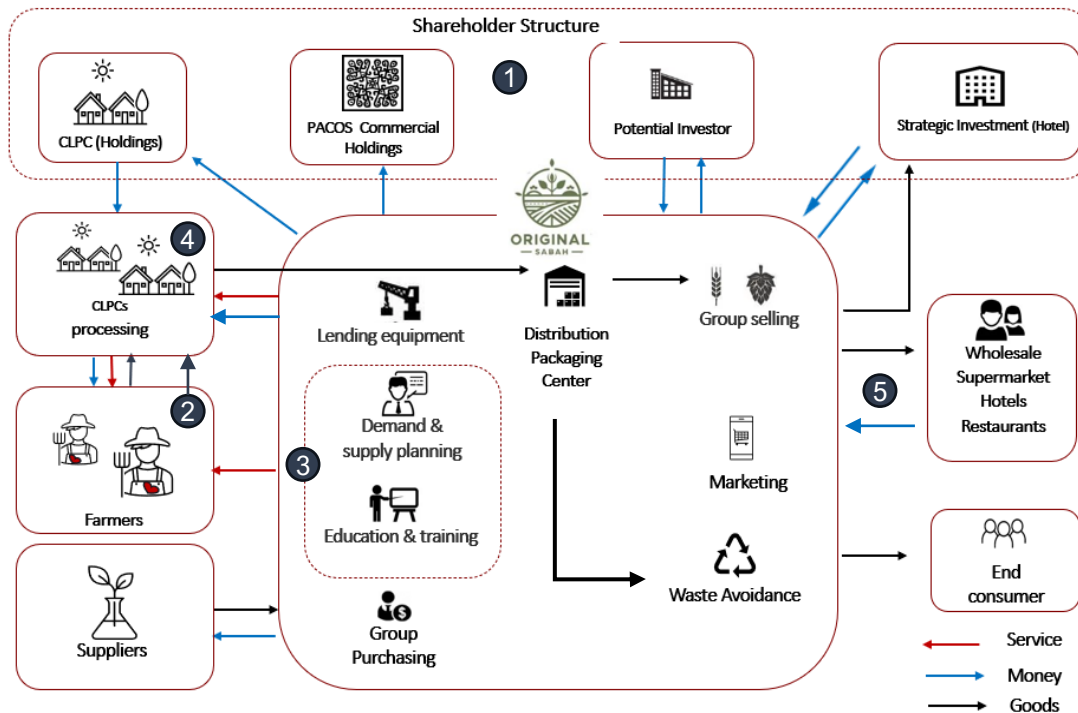 Shareholder Structure
1
CLPC (Holdings)
PACOS Commercial
Holdings
Potential Investor
Strategic Investment (Hotel)
4
CLPCs
processing
ORIGINAL
SABAH
Lending equipment
Distribution
Packaging
Center
Group selling
Wholesale
Supermarket
Hotels
Restaurants
5
2
Farmers
3
Demand &
supply planning
Education & training
Marketing
Suppliers
Group
Purchasing
Waste Avoidance
End
consumer
Service
Money
Goods